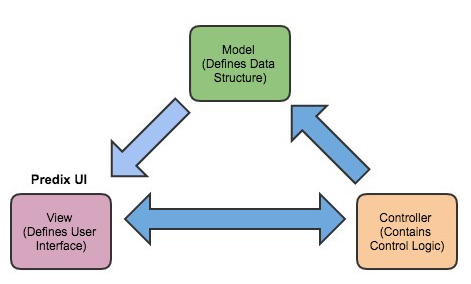 Model
(Defines Data
Structure)
Predix UI
View
(Defines User
Interface)
Controller
(Contains
Control Logic)